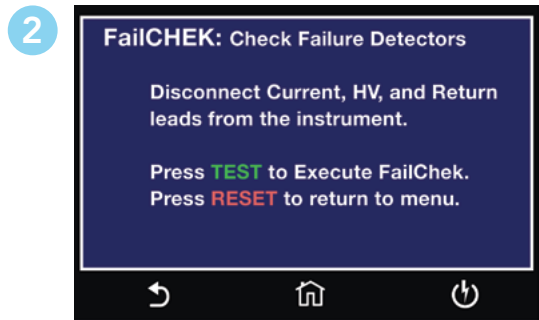 2
FailCHEK: Check Failure Detectors
Disconnect Current, HV, and Return
leads from the instrument.
Press TEST to Execute FailChek.
Press RESET to return to menu.